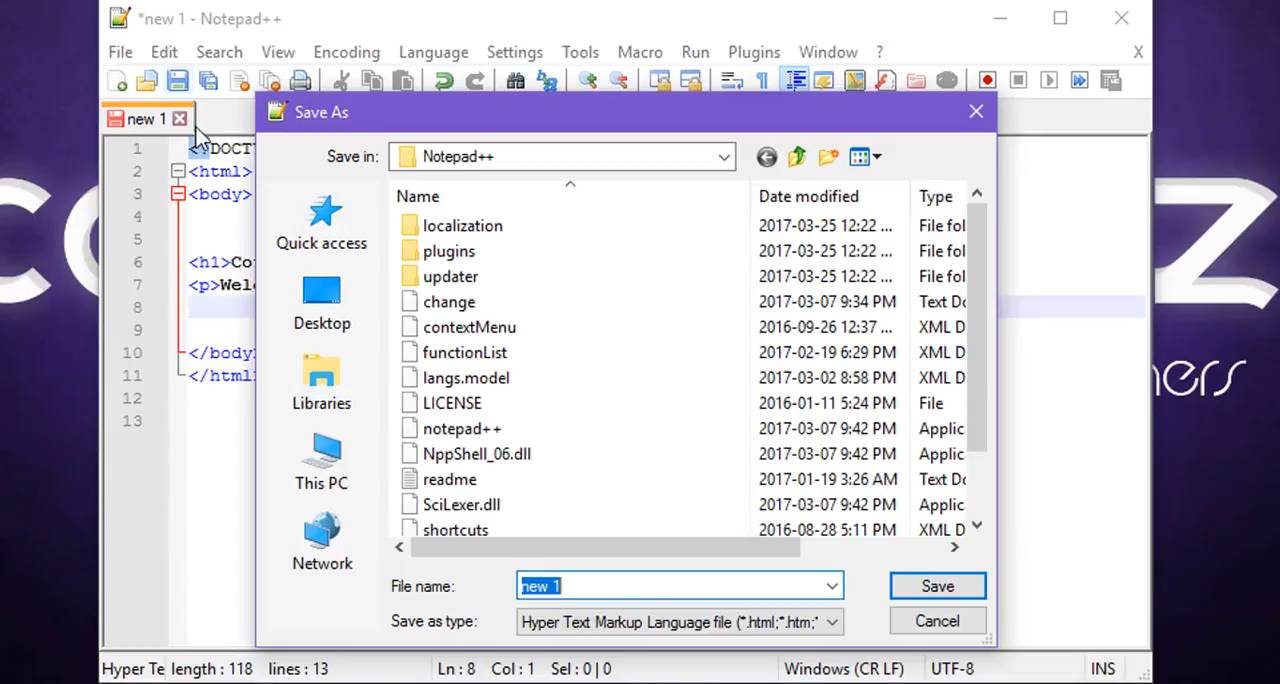 *new 1 - Notepad++
File Edit Search View Encoding Language Settings Tools Macro Run Plugins Window ? X
new 1
Save As
Save in: Notepad++
Name Date modified Type
localization 2017-03-25 12:22 ... File fol
plugins 2017-03-25 12:22 ... File fol
updater 2017-03-25 12:22 ... File fol
change 2017-03-07 9:34 PM Text Do
contextMenu 2016-09-26 12:37 ... XML D
functionList 2017-02-19 6:29 PM XML D
langs.model 2017-03-02 8:58 PM XML D
LICENSE 2016-01-11 5:24 PM File
notepad++ 2017-03-07 9:42 PM Applic
NppShell_06.dll 2017-03-07 9:42 PM Applic
readme 2017-01-19 3:26 AM Text Do
SciLexer.dll 2017-03-07 9:42 PM Applic
shortcuts 2016-08-28 5:11 PM XML D
Quick access
Desktop
Libraries
This PC
Network
File name: new 1 Save
Save as type: Hyper Text Markup Language file (*.html;*.htm;* Cancel
1 <!DOCTY
2 <html>
3 <body>
4
5
6 <h1>Co
7 <p>Wel
8
9
10 </body
11 </html
12
13
Hyper Te length : 118 lines : 13 Ln : 8 Col : 1 Sel : 0 | 0 Windows (CR LF) UTF-8 INS
ners